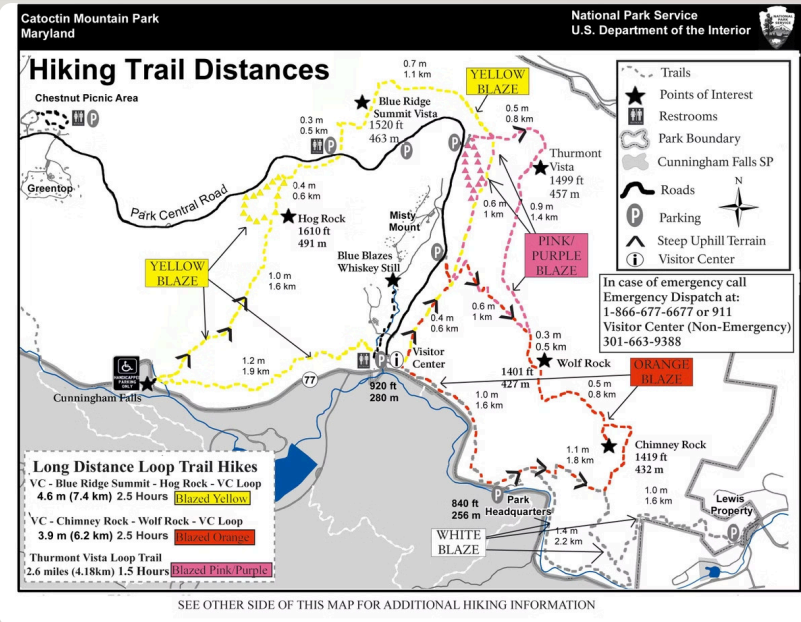 Catoctin Mountain Park
Maryland
National Park Service
U.S. Department of the Interior
Hiking Trail Distances
Chestnut Picnic Area
P
Greentop
Park Central Road
0.3 m
0.5 km
P
0.7 m
1.1 km
Blue Ridge
Summit Vista
1520 ft
463 m
P
YELLOW
BLAZE
0.5 m
0.8 km
P
Thurmont
Vista
1499 ft
457 m
0.4 m
0.6 km
Hog Rock
1610 ft
491 m
Misty
Mount
0.6 m
1 km
0.9 m
1.4 km
PINK/
PURPLE
BLAZE
YELLOW
BLAZE
Blue Blazes
Whiskey Still
P
1.0 m
1.6 km
0.4 m
0.6 km
0.6 m
1 km
0.3 m
0.5 km
1.2 m
1.9 km
Visitor
Center
P
i
920 ft
280 m
77
HANDICAPPED
PARKING
ONLY
Cunningham Falls
1401 ft
427 m
Wolf Rock
ORANGE
BLAZE
1.0 m
1.6 km
0.5 m
0.8 km
Chimney Rock
1419 ft
432 m
1.1 m
1.8 km
1.0 m
1.6 km
840 ft
256 m
P
Park
Headquarters
WHITE
BLAZE
1.4 m
2.2 km
Lewis
Property
P
Trails
Points of Interest
Restrooms
Park Boundary
Cunningham Falls SP
Roads
N
P
Parking
Steep Uphill Terrain
i
Visitor Center
In case of emergency call
Emergency Dispatch at:
1-866-677-6677 or 911
Visitor Center (Non-Emergency)
301-663-9388
Long Distance Loop Trail Hikes
VC - Blue Ridge Summit - Hog Rock - VC Loop
4.6 m (7.4 km) 2.5 Hours Blazed Yellow
VC - Chimney Rock - Wolf Rock - VC Loop
3.9 m (6.2 km) 2.5 Hours Blazed Orange
Thurmont Vista Loop Trail
2.6 miles (4.18km) 1.5 Hours Blazed Pink/Purple
SEE OTHER SIDE OF THIS MAP FOR ADDITIONAL HIKING INFORMATION